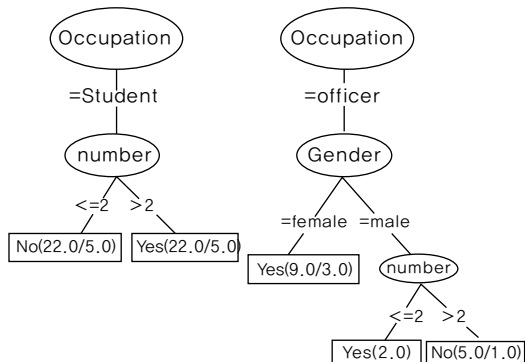 Occupation
=Student
number
<=2 >2
No(22.0/5.0) Yes(22.0/5.0)
Occupation
=officer
Gender
=female =male
Yes(9.0/3.0)
number
<=2 >2
Yes(2.0) No(5.0/1.0)